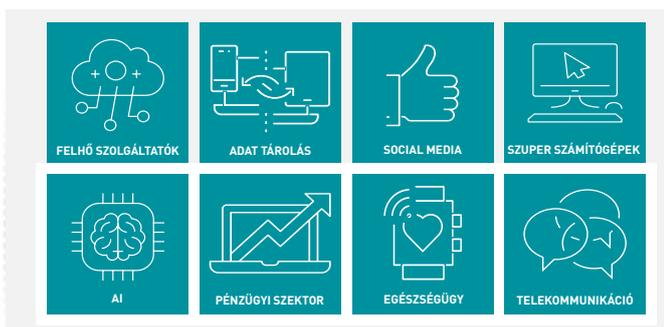 FELHŐ SZOLGÁLTATÓK
ADAT TÁROLÁS
SOCIAL MEDIA
SZUPER SZÁMÍTÓGÉPEK
AI
PÉNZÜGYI SZEKTOR
EGÉSZSÉGÜGY
TELEKOMMUNIKÁCIÓ